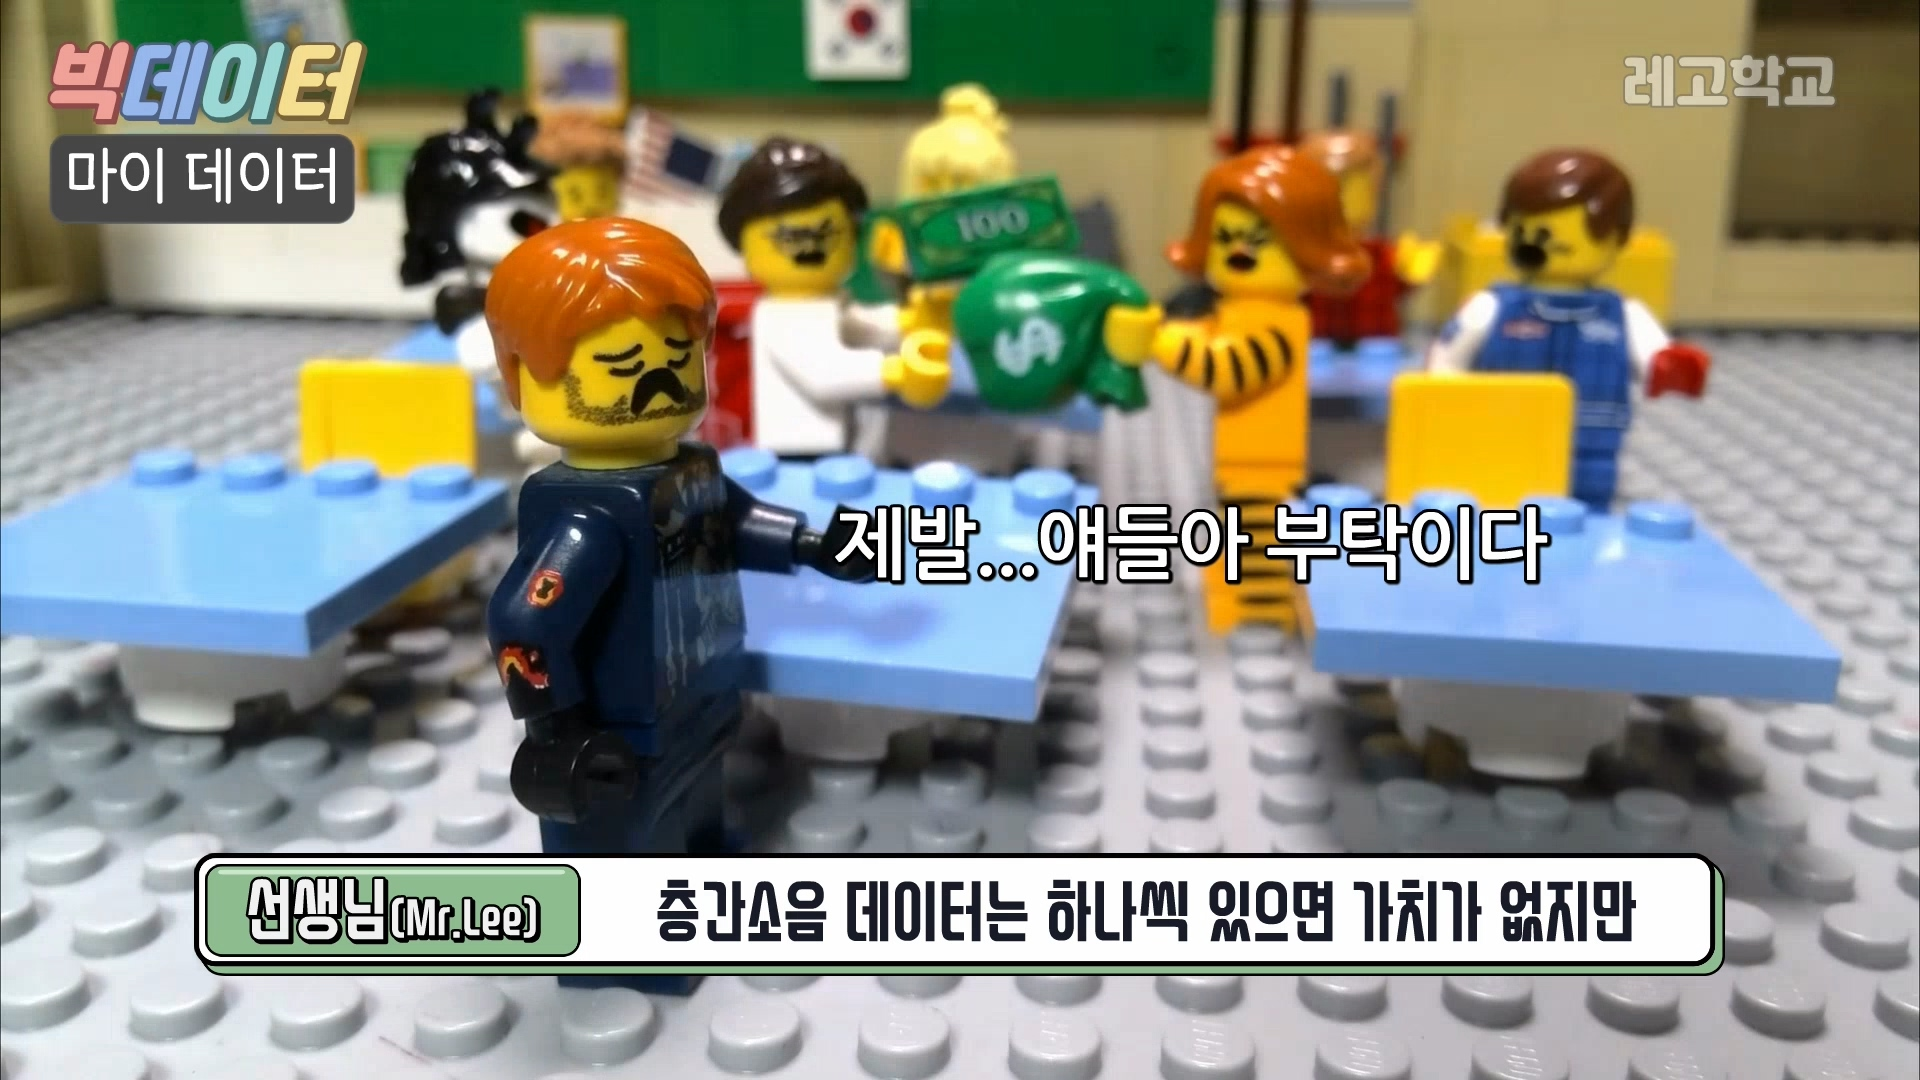 빅데이터
마이 데이터
레고학교
100
$
제발...얘들아 부탁이다
선생님(Mr.Lee)
층간소음 데이터는 하나씩 있으면 가치가 없지만